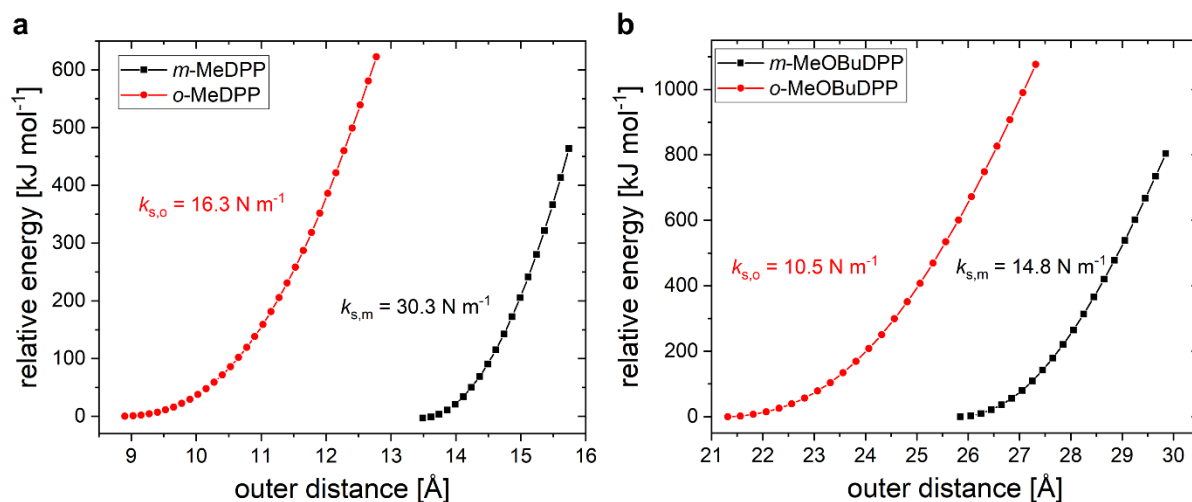 a
relative energy [kJ mol⁻¹]
600
500
400
300
200
100
0
m-MeDPP
o-MeDPP
kₛ,ₒ = 16.3 N m⁻¹
kₛ,ₘ = 30.3 N m⁻¹
9 10 11 12 13 14 15 16
outer distance [Å]
b
relative energy [kJ mol⁻¹]
1000
800
600
400
200
0
m-MeOBuDPP
o-MeOBuDPP
kₛ,ₒ = 10.5 N m⁻¹
kₛ,ₘ = 14.8 N m⁻¹
21 22 23 24 25 26 27 28 29 30
outer distance [Å]